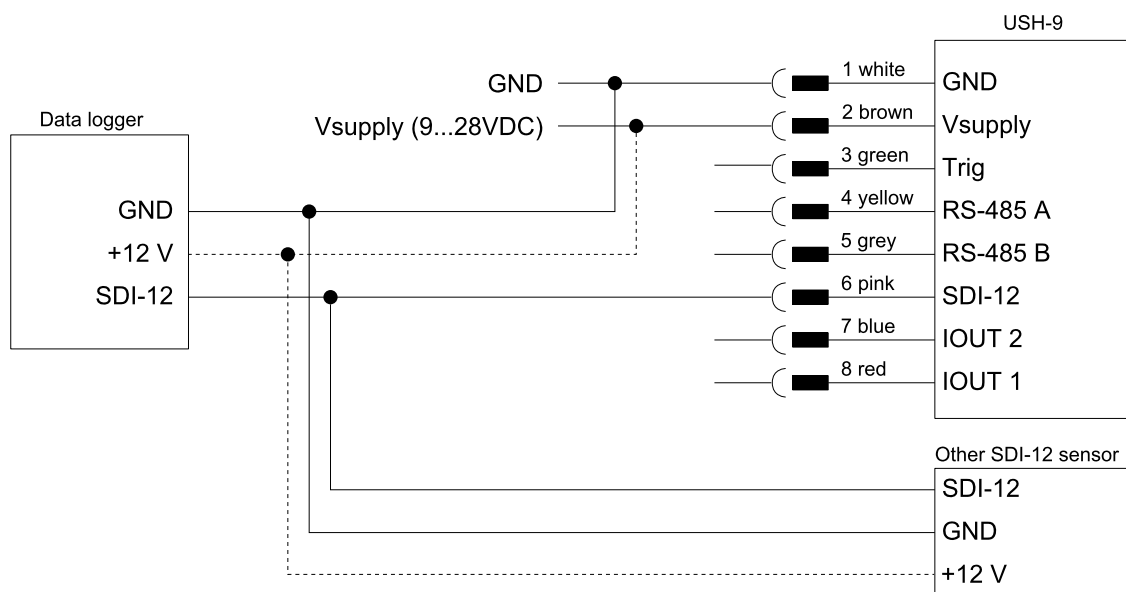 USH-9
GND
Vsupply (9...28VDC)
1 white
2 brown
3 green
4 yellow
5 grey
6 pink
7 blue
8 red
GND
Vsupply
Trig
RS-485 A
RS-485 B
SDI-12
IOUT 2
IOUT 1
Data logger
GND
+12 V
SDI-12
Other SDI-12 sensor
SDI-12
GND
+12 V